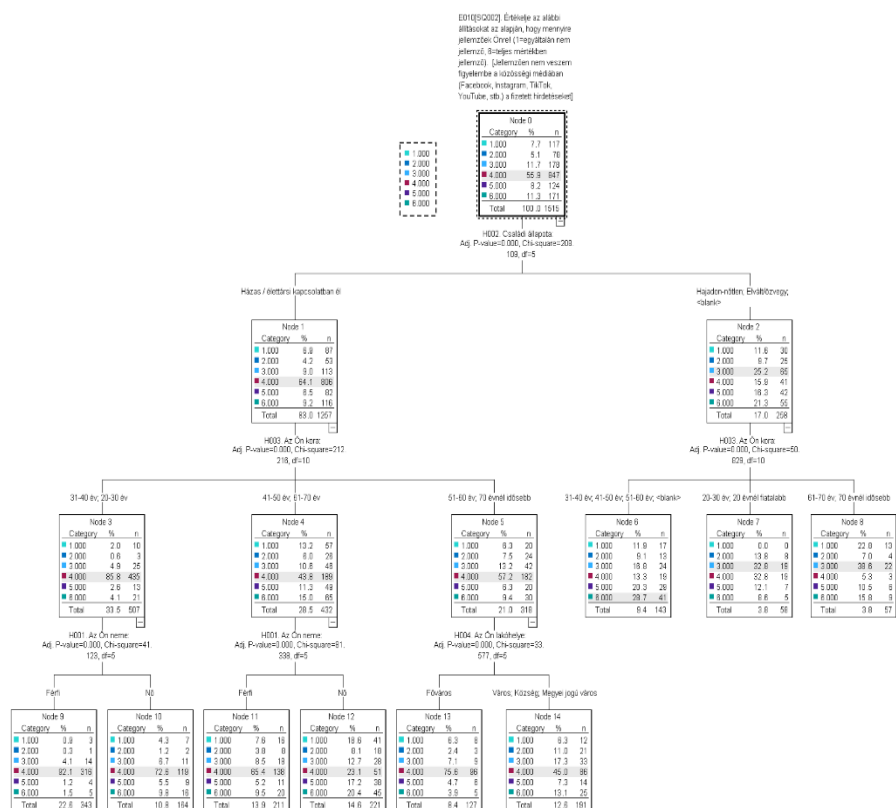 E010[SQ002]. Értékelje az alábbi
állításokat az alapján, hogy mennyire
jellemzőek Önre! (1=egyáltalán nem
jellemző, 6=teljes mértékben
jellemző). [Jellemzően nem veszem
figyelembe a közösségi médiában
(Facebook, Instagram, TikTok,
YouTube, stb.) a fizetett hirdetéseket]
Node 0
Category % n
1,000 7,7 117
2,000 5,1 78
3,000 11,7 178
4,000 55,9 847
5,000 8,2 124
6,000 11,3 171
Total 100,0 1515
1,000
2,000
3,000
4,000
5,000
6,000
H002. Családi állapota:
Adj. P-value=0,000, Chi-square=209,
109, df=5
Házas / élettársi kapcsolatban él
Hajadon-nőtlen; Elvált/özvegy;
<blank>
Node 1
Category % n
1,000 6,9 87
2,000 4,2 53
3,000 9,0 113
4,000 64,1 806
5,000 6,5 82
6,000 9,2 116
Total 83,0 1257
Node 2
Category % n
1,000 11,6 30
2,000 9,7 25
3,000 25,2 65
4,000 15,9 41
5,000 16,3 42
6,000 21,3 55
Total 17,0 258
H003. Az Ön kora:
Adj. P-value=0,000, Chi-square=212,
216, df=10
H003. Az Ön kora:
Adj. P-value=0,000, Chi-square=50,
829, df=10
31-40 év; 20-30 év
41-50 év; 61-70 év
51-60 év; 70 évnél idősebb
31-40 év; 41-50 év; 51-60 év; <blank>
20-30 év; 20 évnél fiatalabb
61-70 év; 70 évnél idősebb
Node 3
Category % n
1,000 2,0 10
2,000 0,6 3
3,000 4,9 25
4,000 85,8 435
5,000 2,6 13
6,000 4,1 21
Total 33,5 507
Node 4
Category % n
1,000 13,2 57
2,000 6,0 26
3,000 10,6 46
4,000 43,8 189
5,000 11,3 49
6,000 15,0 65
Total 28,5 432
Node 5
Category % n
1,000 6,3 20
2,000 7,5 24
3,000 13,2 42
4,000 57,2 182
5,000 6,3 20
6,000 9,4 30
Total 21,0 318
Node 6
Category % n
1,000 11,9 17
2,000 9,1 13
3,000 16,8 24
4,000 13,3 19
5,000 20,3 29
6,000 28,7 41
Total 9,4 143
Node 7
Category % n
1,000 0,0 0
2,000 13,8 8
3,000 32,8 19
4,000 32,8 19
5,000 12,1 7
6,000 8,6 5
Total 3,8 58
Node 8
Category % n
1,000 22,8 13
2,000 7,0 4
3,000 38,6 22
4,000 5,3 3
5,000 10,5 6
6,000 15,8 9
Total 3,8 57
H001. Az Ön neme:
Adj. P-value=0,000, Chi-square=41,
123, df=5
H001. Az Ön neme:
Adj. P-value=0,000, Chi-square=81,
338, df=5
H004. Az Ön lakóhelye:
Adj. P-value=0,000, Chi-square=33,
577, df=5
Férfi
Nő
Férfi
Nő
Főváros
Város; Község; Megyei jogú város
Node 9
Category % n
1,000 0,9 3
2,000 0,3 1
3,000 4,1 14
4,000 92,1 316
5,000 1,2 4
6,000 1,5 5
Total 22,6 343
Node 10
Category % n
1,000 4,3 7
2,000 1,2 2
3,000 6,7 11
4,000 72,6 119
5,000 5,5 9
6,000 9,8 16
Total 10,8 164
Node 11
Category % n
1,000 7,6 16
2,000 3,8 8
3,000 8,5 18
4,000 65,4 138
5,000 5,2 11
6,000 9,5 20
Total 13,9 211
Node 12
Category % n
1,000 18,6 41
2,000 8,1 18
3,000 12,7 28
4,000 23,1 51
5,000 17,2 38
6,000 20,4 45
Total 14,6 221
Node 13
Category % n
1,000 6,3 8
2,000 2,4 3
3,000 7,1 9
4,000 75,6 96
5,000 4,7 6
6,000 3,9 5
Total 8,4 127
Node 14
Category % n
1,000 6,3 12
2,000 11,0 21
3,000 17,3 33
4,000 45,0 86
5,000 7,3 14
6,000 13,1 25
Total 12,6 191